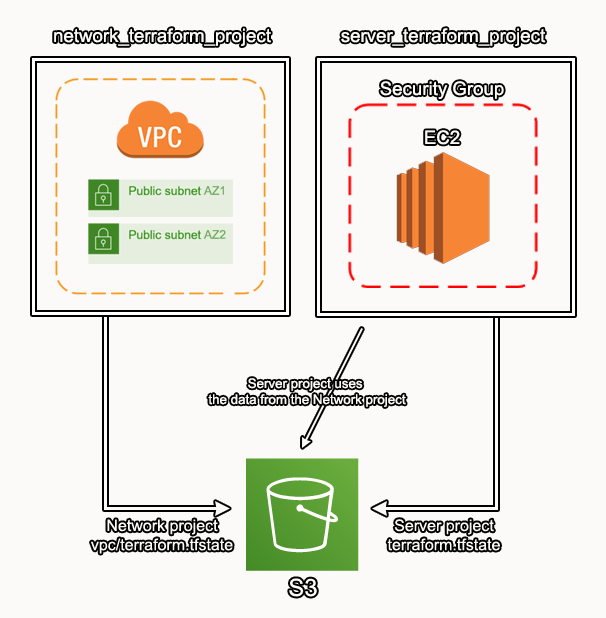 network_terraform_project
server_terraform_project
VPC
Public subnet AZ1
Public subnet AZ2
Security Group
EC2
Server project uses
the data from the Network project
Network project
vpc/terraform.tfstate
Server project
terraform.tfstate
S3